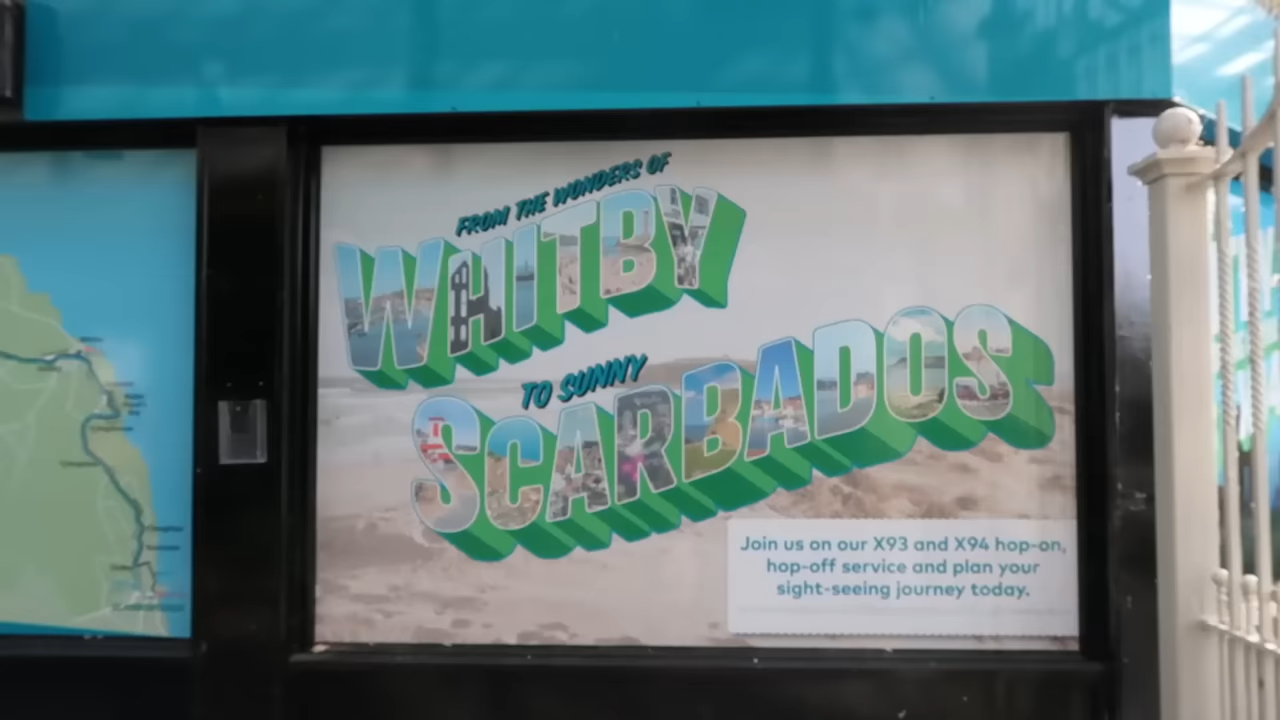 FROM THE WONDERS OF
WHITBY
TO SUNNY
SCARBADOS
Join us on our X93 and X94 hop-on,
hop-off service and plan your
sight-seeing journey today.